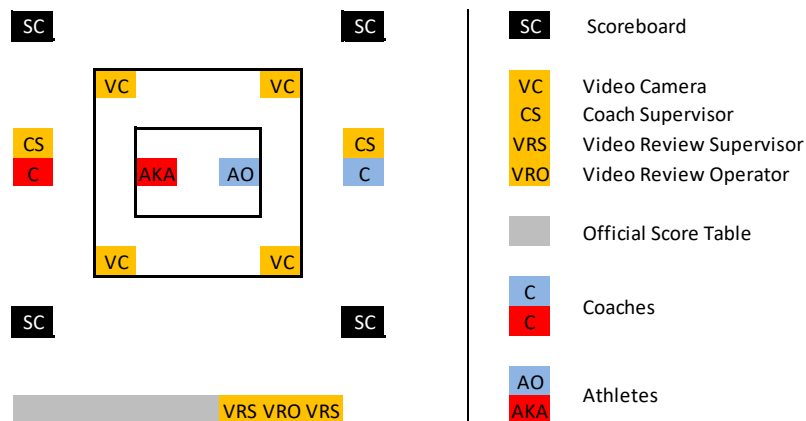 SC SC SC Scoreboard
VC VC VC Video Camera
CS CS CS Coach Supervisor
VRS Video Review Supervisor
C AKA AO C VRO Video Review Operator
Official Score Table
VC VC
C
Coaches
SC SC C
AO
Athletes
VRS VRO VRS AKA